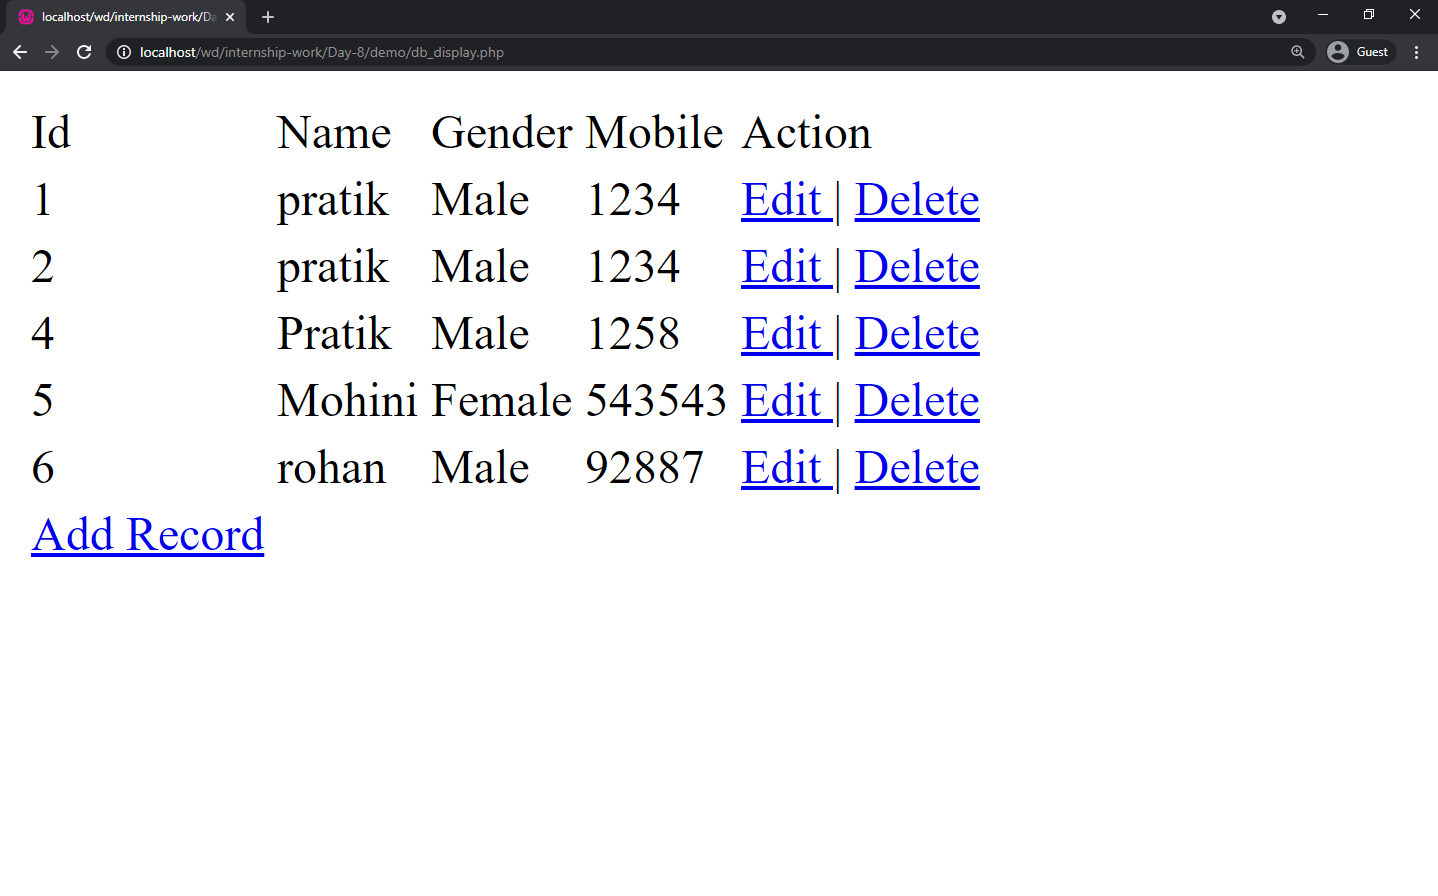 localhost/wd/internship-work/Da
localhost/wd/internship-work/Day-8/demo/db_display.php
Guest
Id Name Gender Mobile Action
1 pratik Male 1234 Edit | Delete
2 pratik Male 1234 Edit | Delete
4 Pratik Male 1258 Edit | Delete
5 Mohini Female 543543 Edit | Delete
6 rohan Male 92887 Edit | Delete
Add Record